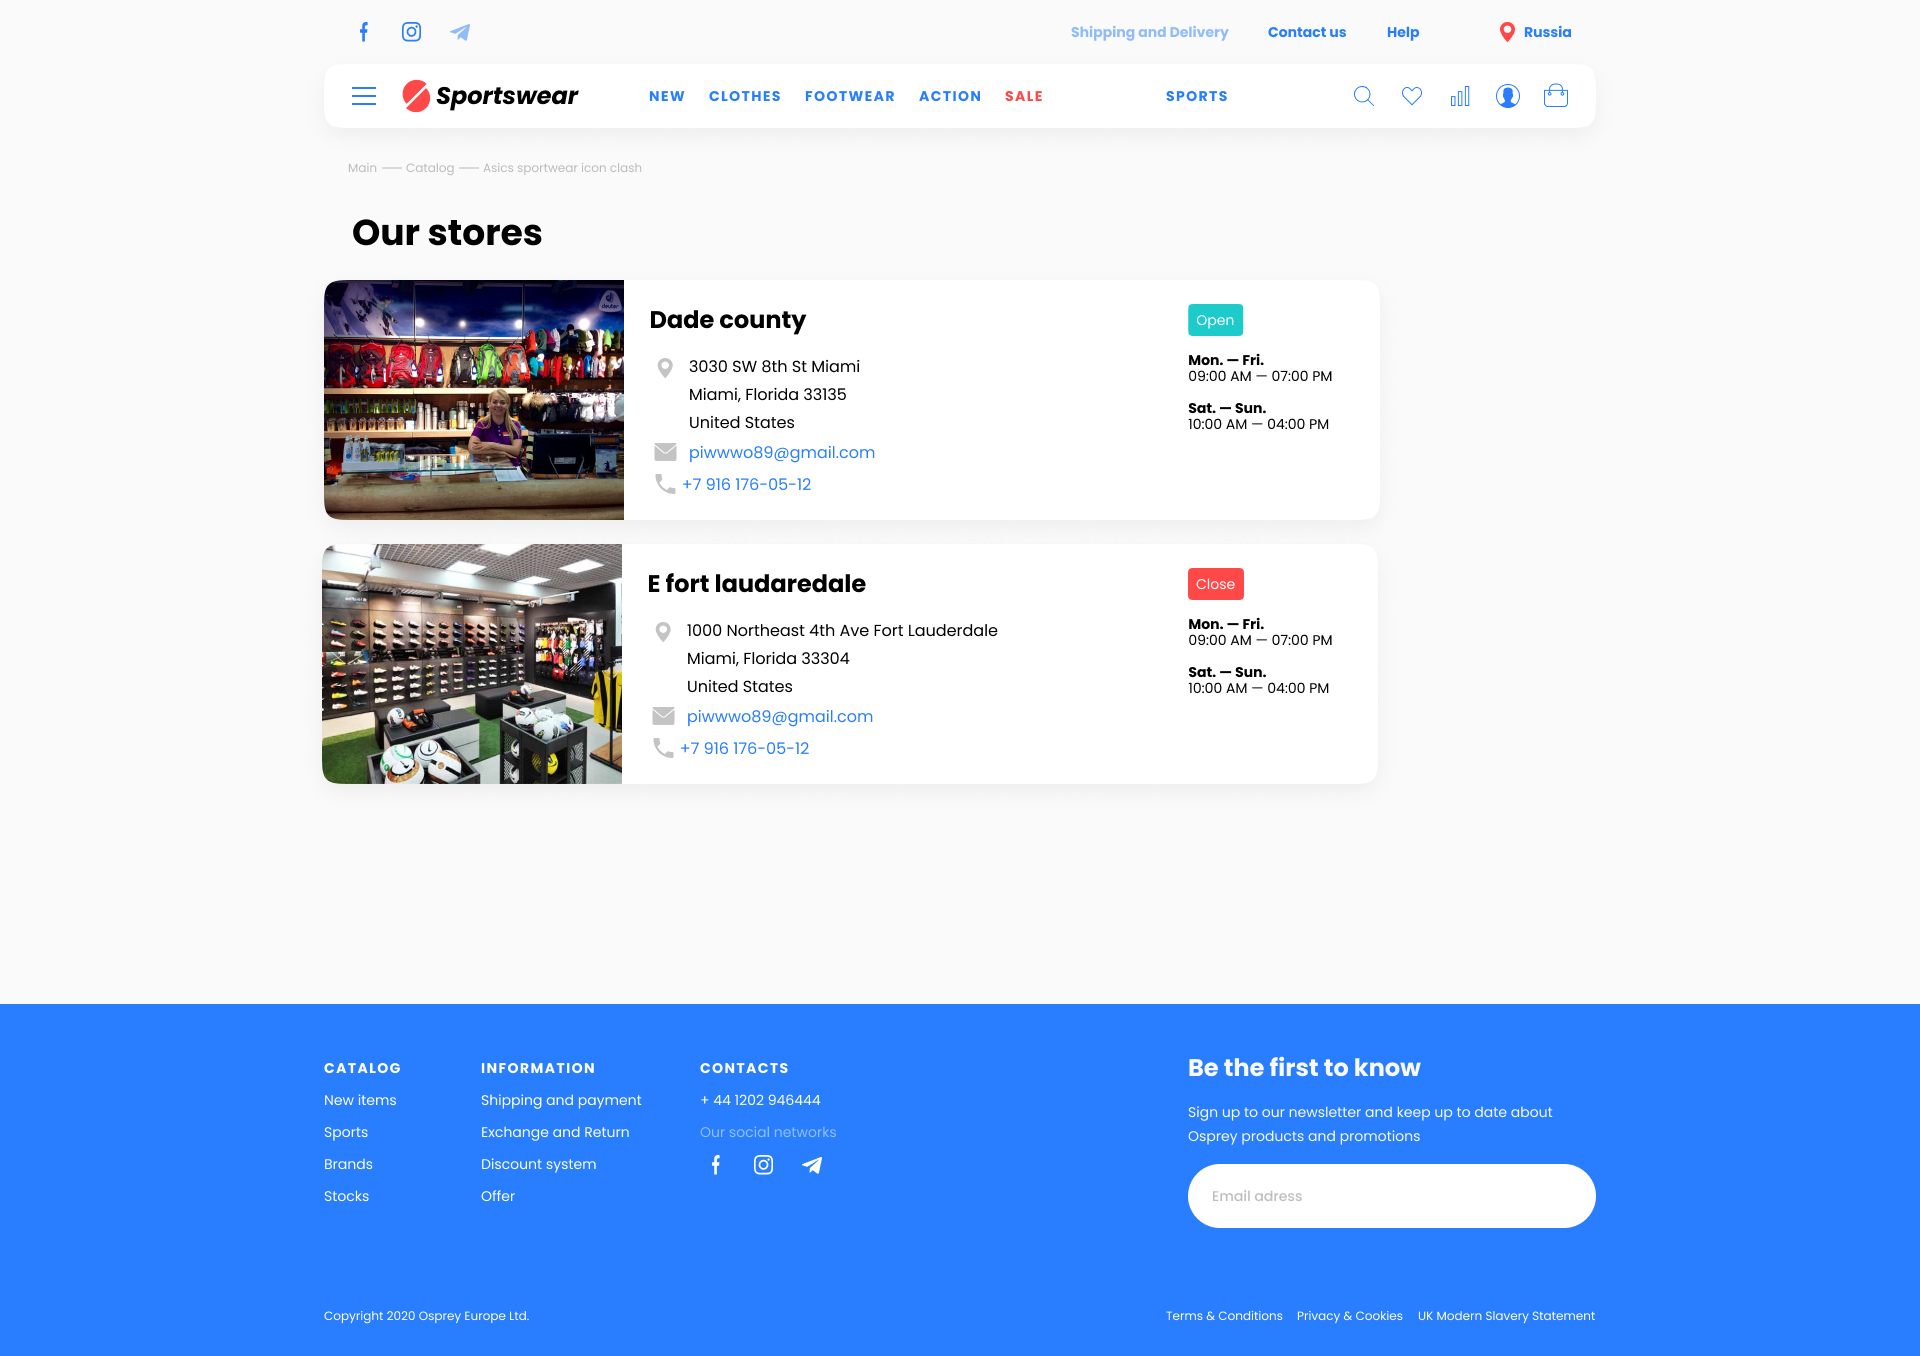 Shipping and Delivery Contact us Help Russia
Sportswear NEW CLOTHES FOOTWEAR ACTION SALE SPORTS
Main — Catalog — Asics sportwear icon clash
Our stores
deuter
Dade county
3030 SW 8th St Miami
Miami, Florida 33135
United States
piwwwo89@gmail.com
+7 916 176-05-12
Open
Mon. — Fri.
09:00 AM — 07:00 PM
Sat. — Sun.
10:00 AM — 04:00 PM
E fort laudaredale
1000 Northeast 4th Ave Fort Lauderdale
Miami, Florida 33304
United States
piwwwo89@gmail.com
+7 916 176-05-12
Close
Mon. — Fri.
09:00 AM — 07:00 PM
Sat. — Sun.
10:00 AM — 04:00 PM
CATALOG
New items
Sports
Brands
Stocks
INFORMATION
Shipping and payment
Exchange and Return
Discount system
Offer
CONTACTS
+ 44 1202 946444
Our social networks
Be the first to know
Sign up to our newsletter and keep up to date about
Osprey products and promotions
Email adress
Copyright 2020 Osprey Europe Ltd.
Terms & Conditions Privacy & Cookies UK Modern Slavery Statement